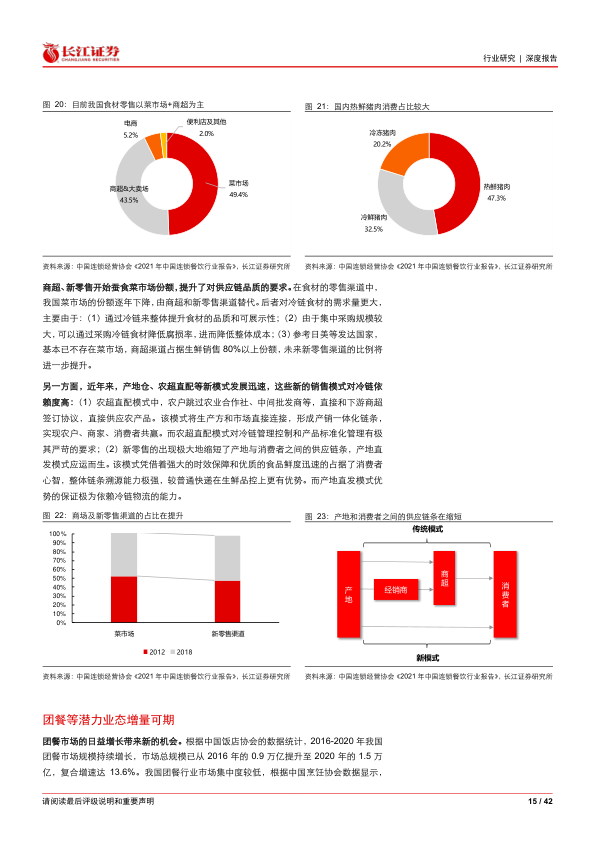 长江证券
CHANGJIANG SECURITIES
行业研究 | 深度报告
图 20：目前我国食材零售以菜市场+商超为主
电商
5.2%
便利店及其他
2.0%
商超&大卖场
43.5%
菜市场
49.4%
资料来源：中国连锁经营协会《2021 年中国连锁餐饮行业报告》，长江证券研究所
图 21：国内热鲜猪肉消费占比较大
冷冻猪肉
20.2%
热鲜猪肉
47.3%
冷鲜猪肉
32.5%
资料来源：中国连锁经营协会《2021 年中国连锁餐饮行业报告》，长江证券研究所
商超、新零售开始蚕食菜市场份额，提升了对供应链品质的要求。在食材的零售渠道中，
我国菜市场的份额逐年下降，由商超和新零售渠道替代。后者对冷链食材的需求量更大，
主要由于：（1）通过冷链来整体提升食材的品质和可展示性；（2）由于集中采购规模较
大，可以通过采购冷链食材降低腐损率，进而降低整体成本；（3）参考日美等发达国家，
基本已不存在菜市场，商超渠道占据生鲜销售 80%以上份额，未来新零售渠道的比例将
进一步提升。
另一方面，近年来，产地仓、农超直配等新模式发展迅速，这些新的销售模式对冷链依
赖度高：（1）农超直配模式中，农户跳过农业合作社、中间批发商等，直接和下游商超
签订协议，直接供应农产品。该模式将生产方和市场直接连接，形成产销一体化链条，
实现农户、商家、消费者共赢。而农超直配模式对冷链管理控制和产品标准化管理有极
其严苛的要求；（2）新零售的出现极大地缩短了产地与消费者之间的供应链条，产地直
发模式应运而生。该模式凭借着强大的时效保障和优质的食品鲜度迅速的占据了消费者
心智，整体链条溯源能力极强，较普通快递在生鲜品控上更有优势。而产地直发模式优
势的保证极为依赖冷链物流的能力。
图 22：商场及新零售渠道的占比在提升
100%
90%
80%
70%
60%
50%
40%
30%
20%
10%
0%
菜市场
新零售渠道
2012 2018
资料来源：中国连锁经营协会《2021 年中国连锁餐饮行业报告》，长江证券研究所
图 23：产地和消费者之间的供应链条在缩短
传统模式
产地
经销商
商超
消费者
新模式
资料来源：中国连锁经营协会《2021 年中国连锁餐饮行业报告》，长江证券研究所
团餐等潜力业态增量可期
团餐市场的日益增长带来新的机会。根据中国饭店协会的数据统计，2016-2020 年我国
团餐市场规模持续增长，市场总规模已从 2016 年的 0.9 万亿提升至 2020 年的 1.5 万
亿，复合增速达 13.6%。我国团餐行业市场集中度较低，根据中国烹饪协会数据显示，
请阅读最后评级说明和重要声明
15 / 42